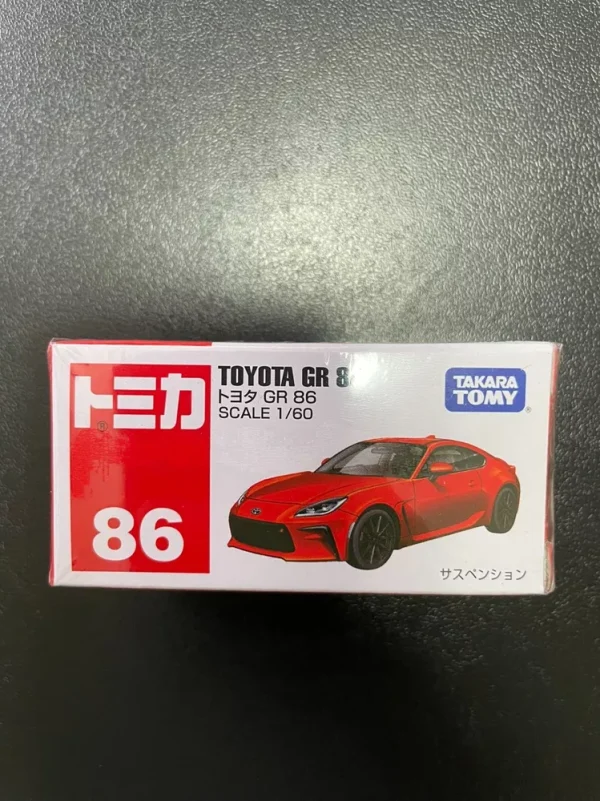 トミカ
®
86
TOYOTA GR 8
トヨタ GR 86
SCALE 1/60
TAKARA
TOMY
®
サスペンション